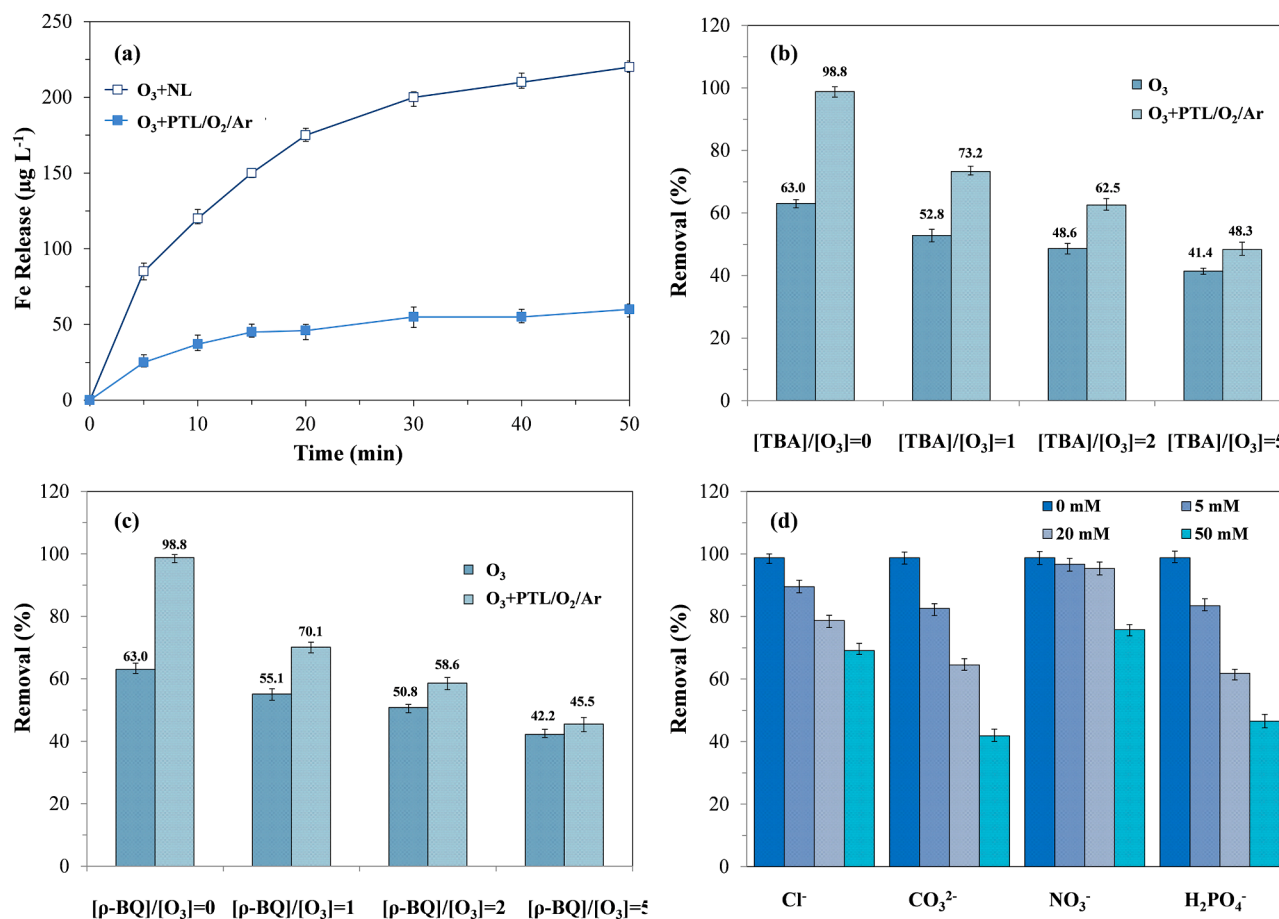 (a)
O₃+NL
O₃+PTL/O₂/Ar
Fe Release (µg L⁻¹)
250
200
150
100
50
0
0 10 20 30 40 50
Time (min)
(b)
O₃
O₃+PTL/O₂/Ar
Removal (%)
120
100
80
60
40
20
0
63.0 98.8 52.8 73.2 48.6 62.5 41.4 48.3
[TBA]/[O₃]=0 [TBA]/[O₃]=1 [TBA]/[O₃]=2 [TBA]/[O₃]=5
(c)
O₃
O₃+PTL/O₂/Ar
Removal (%)
120
100
80
60
40
20
0
63.0 98.8 55.1 70.1 50.8 58.6 42.2 45.5
[ρ-BQ]/[O₃]=0 [ρ-BQ]/[O₃]=1 [ρ-BQ]/[O₃]=2 [ρ-BQ]/[O₃]=5
(d)
0 mM 5 mM
20 mM 50 mM
Removal (%)
120
100
80
60
40
20
0
Cl⁻ CO₃²⁻ NO₃⁻ H₂PO₄⁻